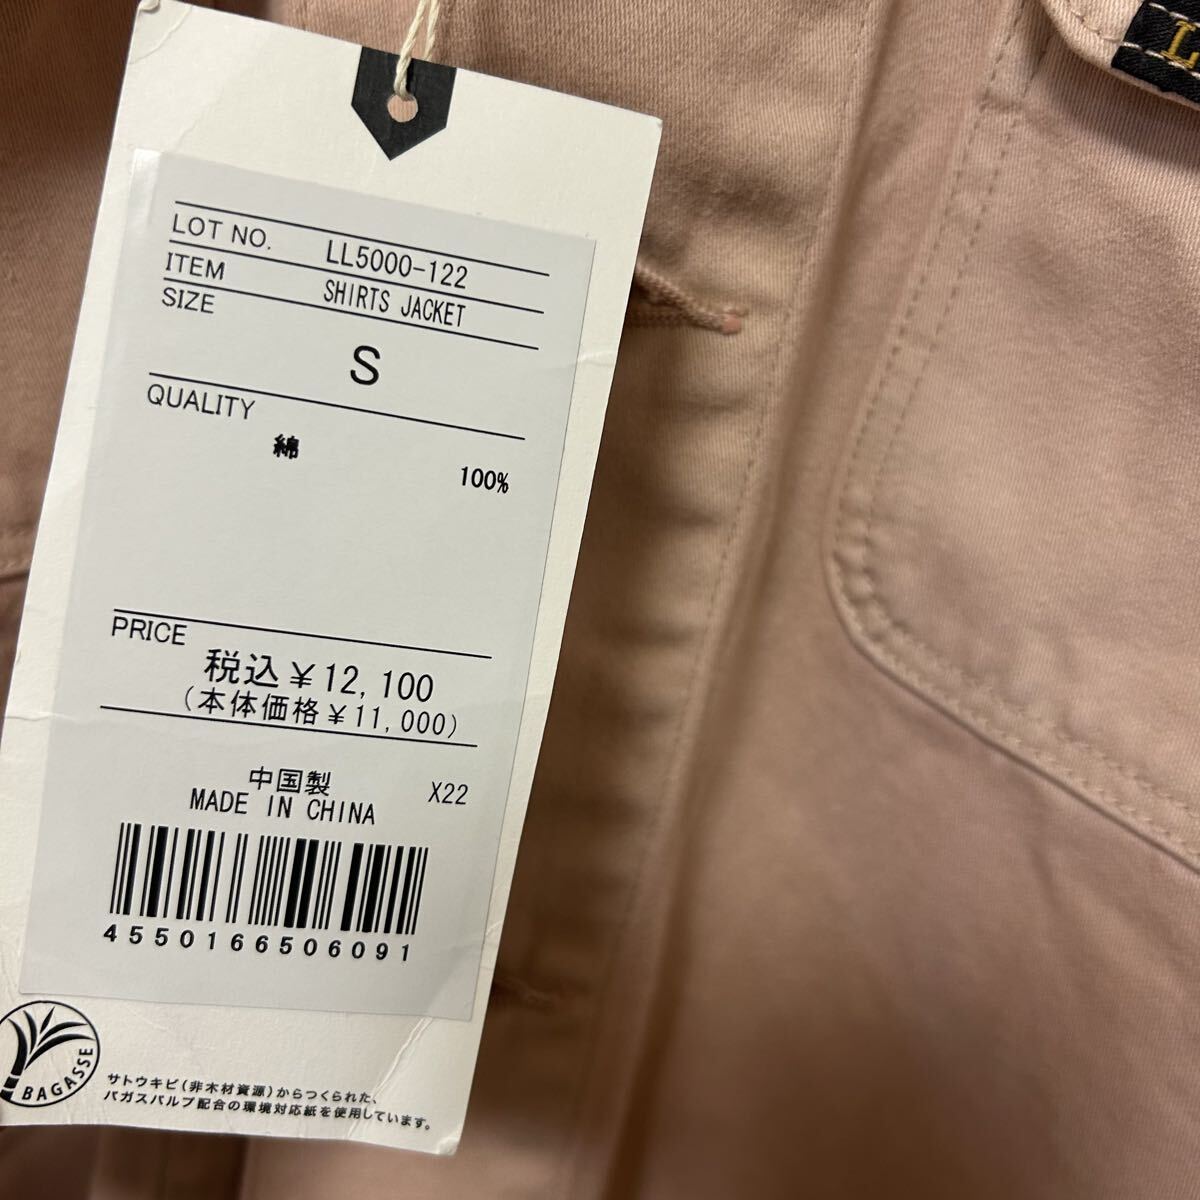 LOT NO. LL5000-122
ITEM SHIRTS JACKET
SIZE
S
QUALITY
綿 100%
PRICE
税込¥12,100
(本体価格¥11,000)
中国製 X22
MADE IN CHINA
4550166506091
BAGASSE
サトウキビ(非木材資源)からつくられた、
バガスパルプ配合の環境対応紙を使用しています。
L